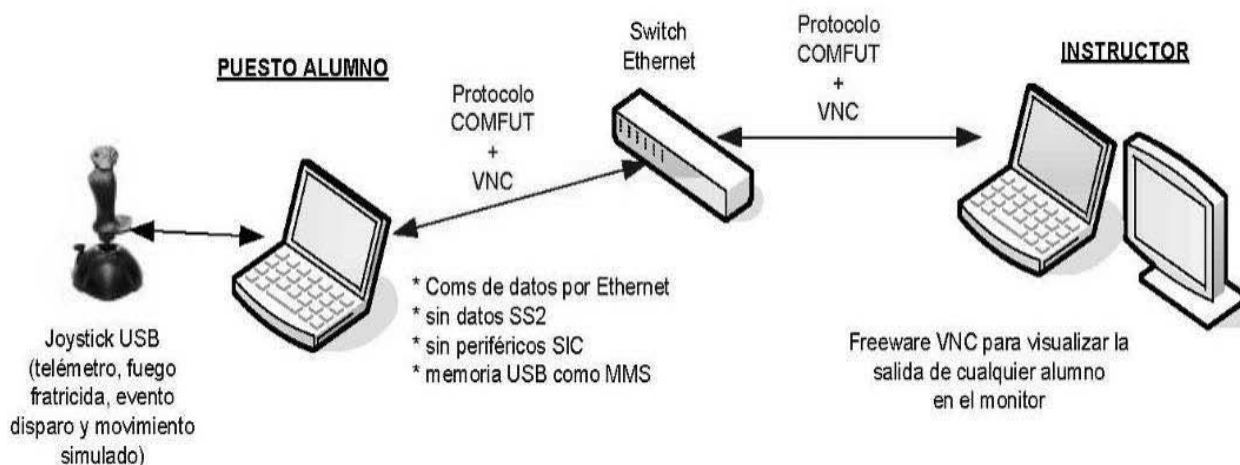 PUESTO ALUMNO
Joystick USB
(telémetro, fuego
fratricida, evento
disparo y movimiento
simulado)
Protocolo
COMFUT
+
VNC
* Coms de datos por Ethernet
* sin datos SS2
* sin periféricos SIC
* memoria USB como MMS
Switch
Ethernet
Protocolo
COMFUT
+
VNC
INSTRUCTOR
Freeware VNC para visualizar la
salida de cualquier alumno
en el monitor